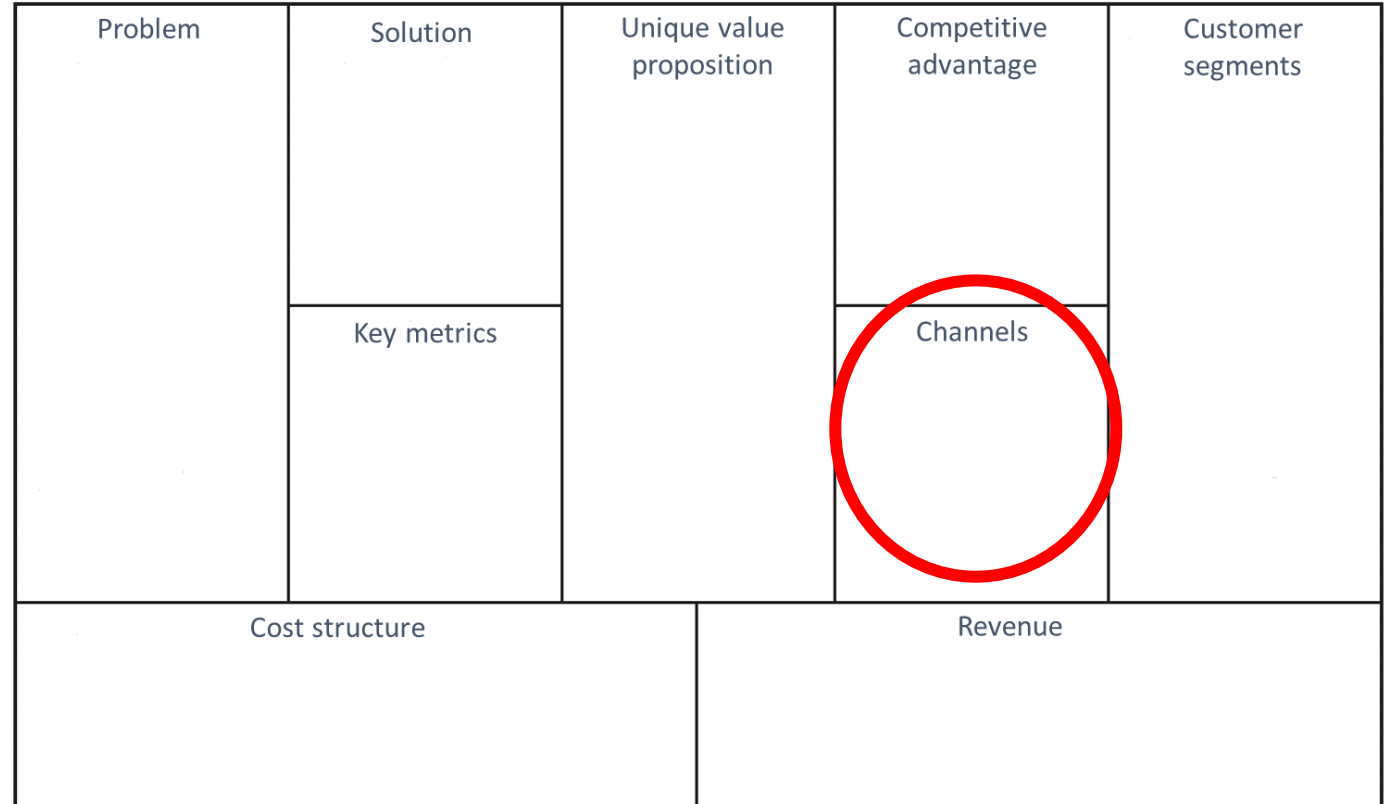 Problem
Solution
Unique value
proposition
Competitive
advantage
Customer
segments
Key metrics
Channels
Cost structure
Revenue